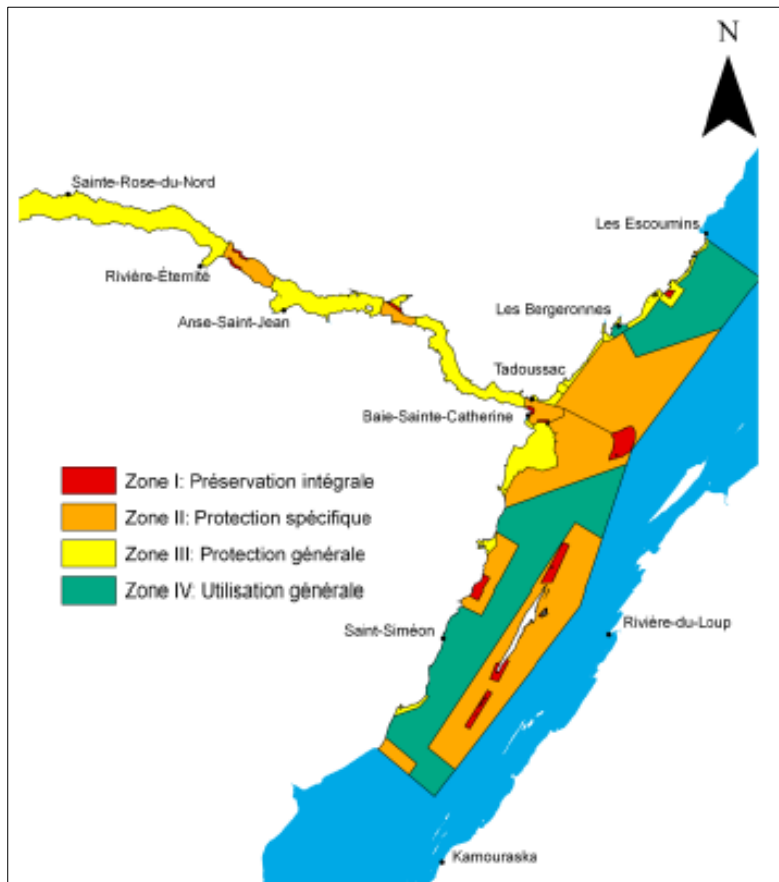 N
Sainte-Rose-du-Nord
Les Escoumins
Rivière-Éternité
Les Bergeronnes
Anse-Saint-Jean
Tadoussac
Baie-Sainte-Catherine
Zone I: Préservation intégrale
Zone II: Protection spécifique
Zone III: Protection générale
Zone IV: Utilisation générale
Saint-Siméon
Rivière-du-Loup
Kamouraska